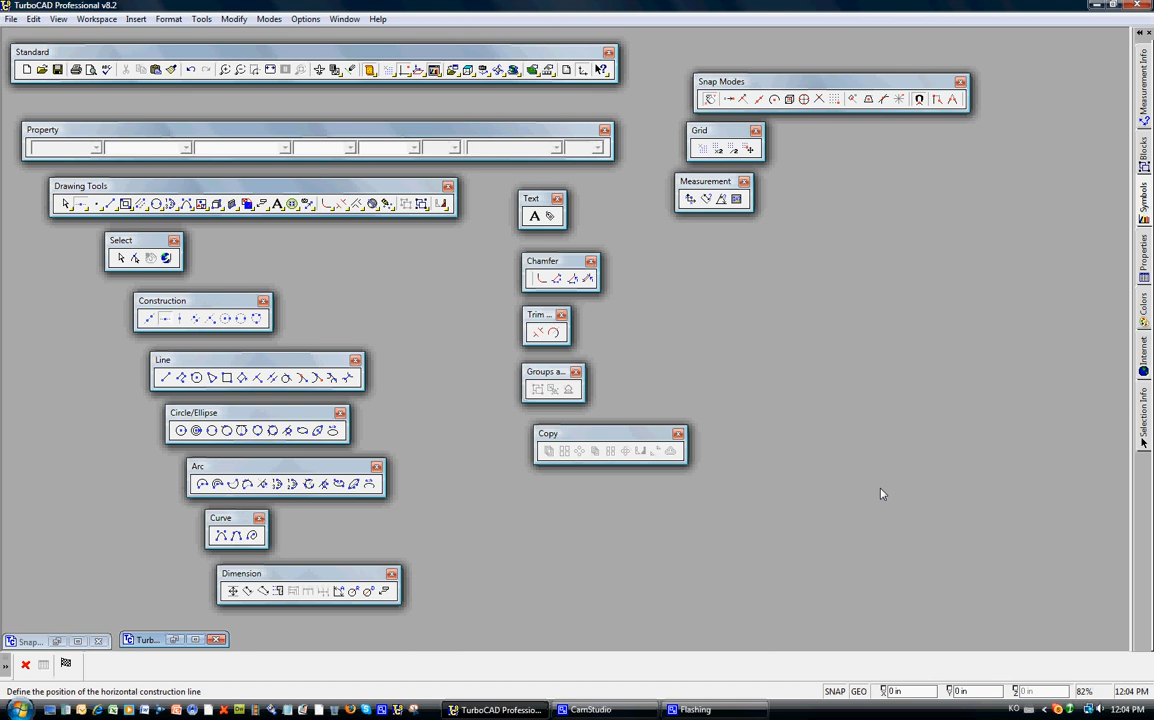 TurboCAD Professional v8.2
File Edit View Workspace Insert Format Tools Modify Modes Options Window Help
Standard
Snap Modes
Property
Grid
Measurement
Drawing Tools
Text
Select
Chamfer
Construction
Trim ...
Line
Groups a...
Circle/Ellipse
Copy
Arc
Curve
Dimension
Measurement Info
Blocks
Symbols
Properties
Colors
Internet
Selection Info
Snap... Turb...
Define the position of the horizontal construction line
SNAP GEO 0 in 0 in 0 in 82% 12:04 PM
TurboCAD Professio... CamStudio Flashing KO 12:04 PM